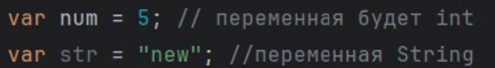 var num = 5; // переменная будет int
var str = "new"; //переменная String